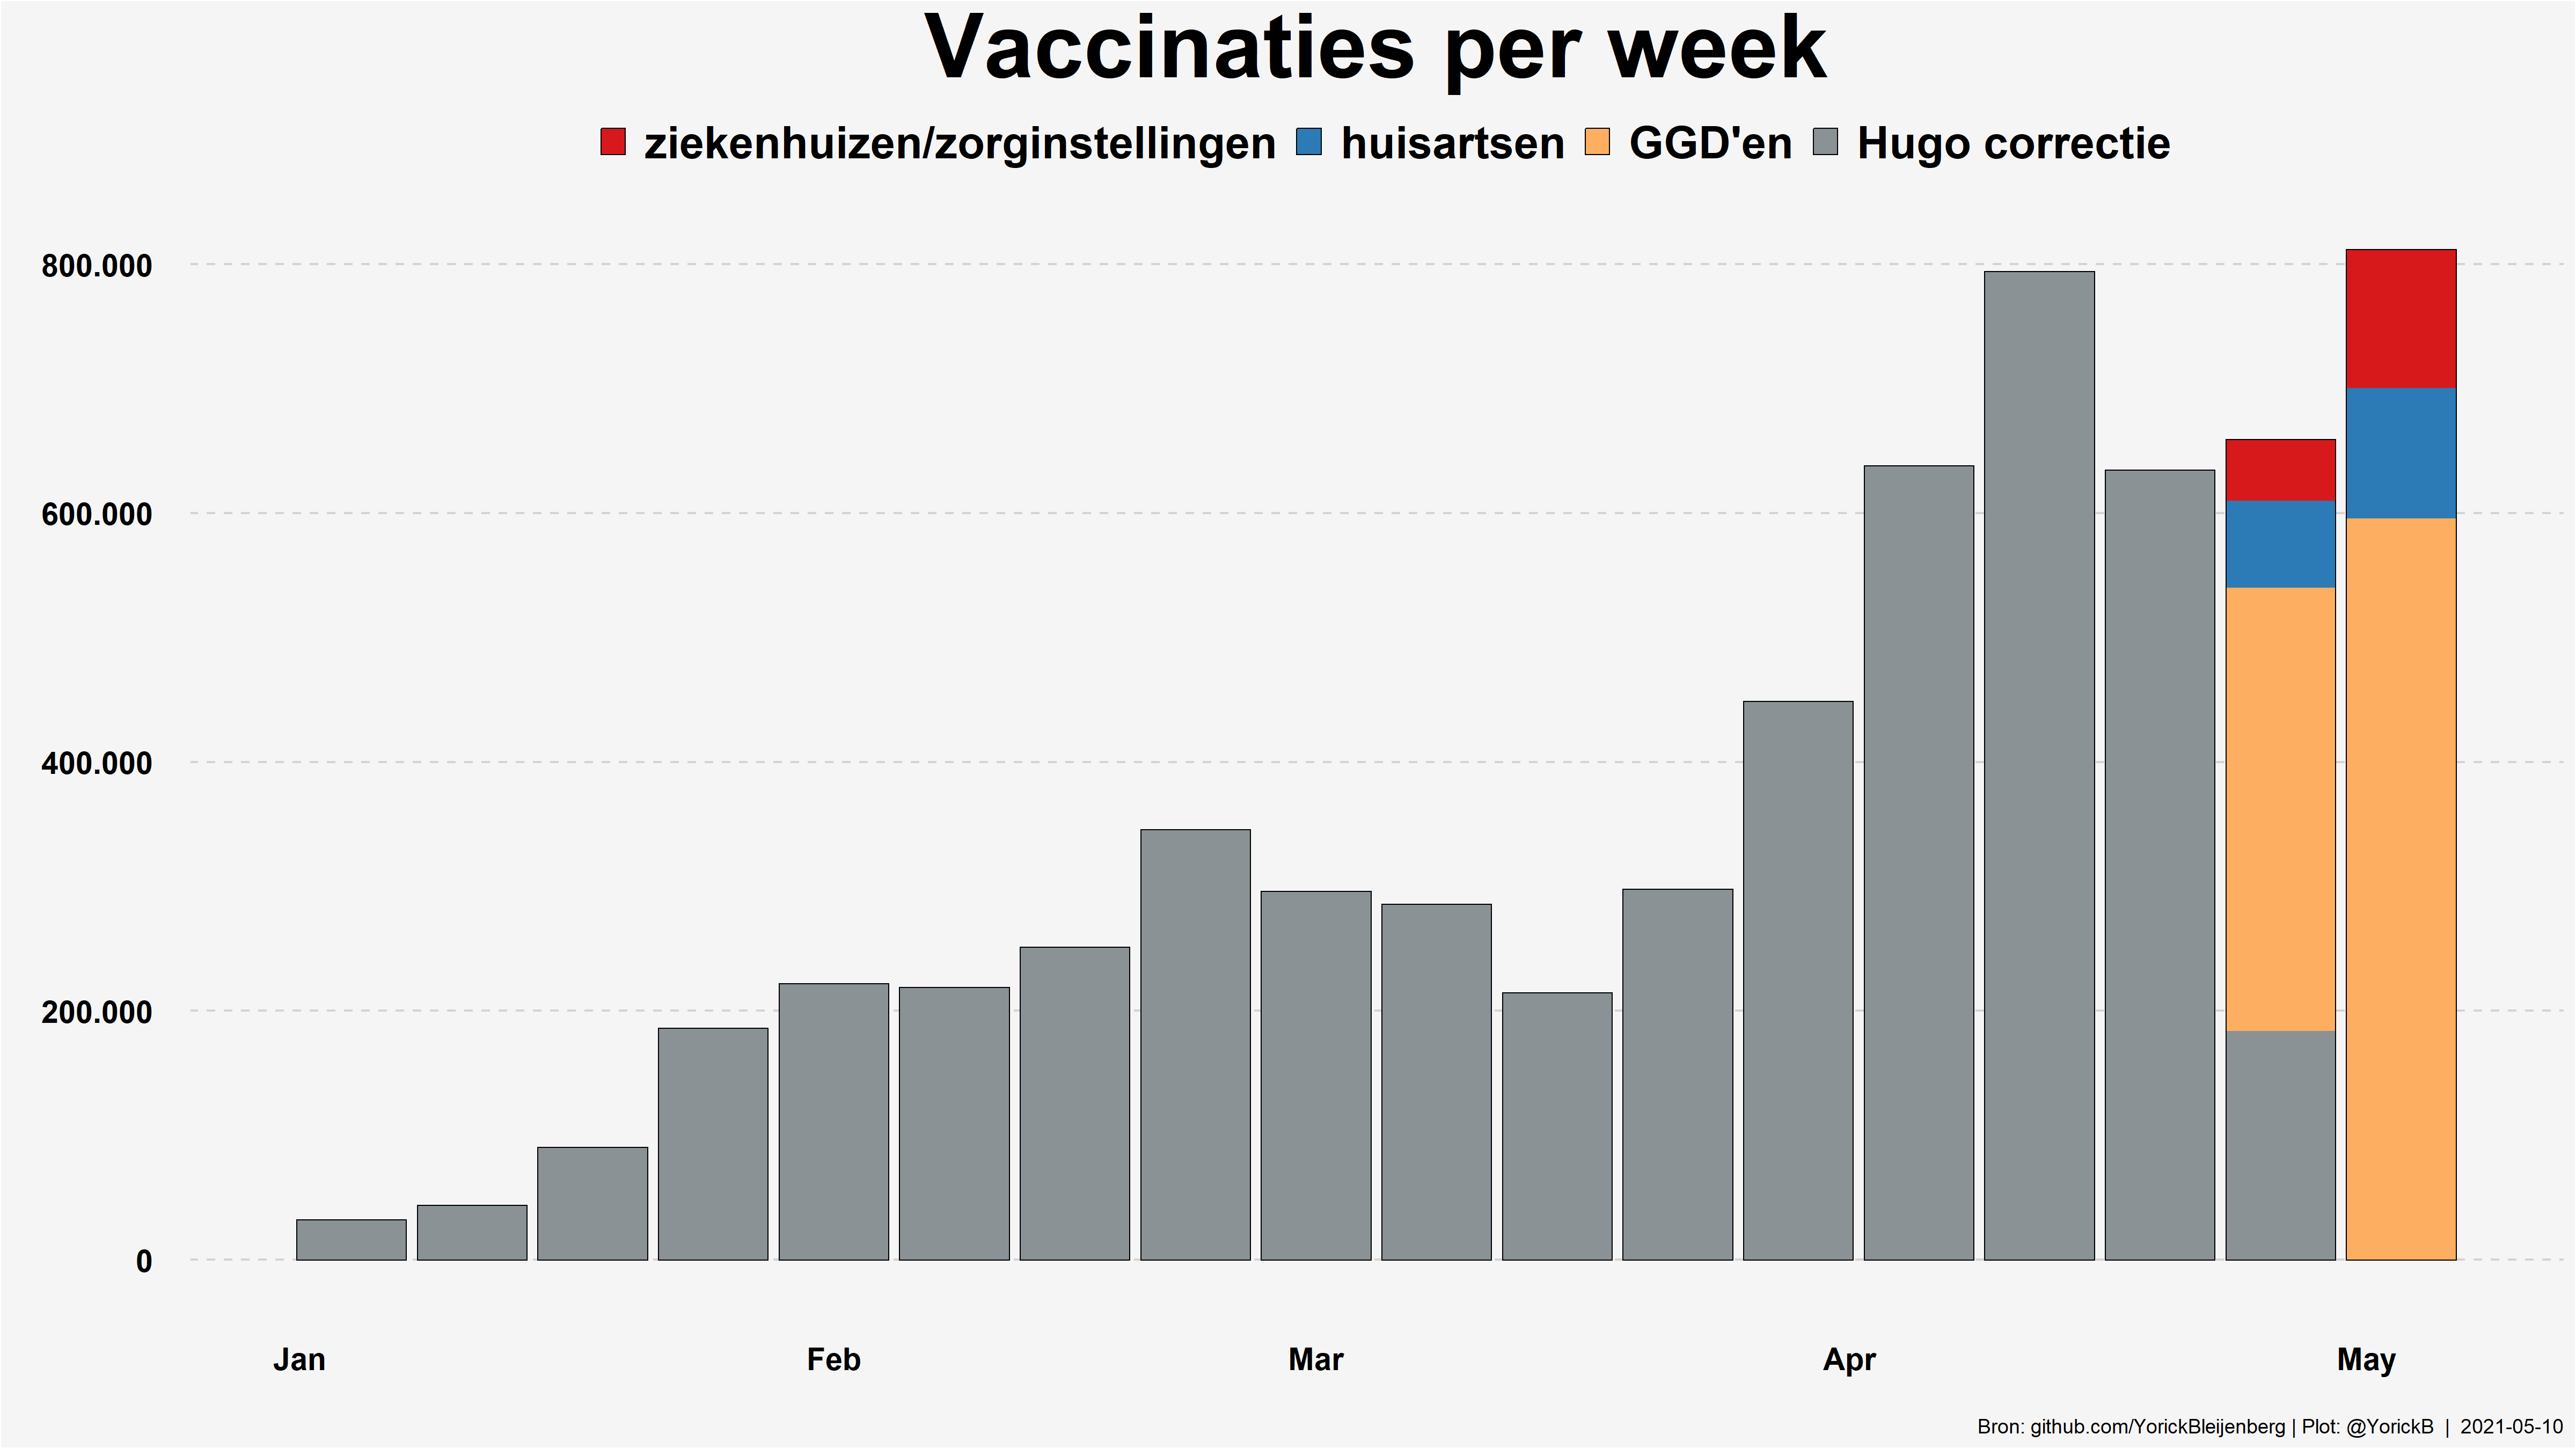 Vaccinaties per week
ziekenhuizen/zorginstellingen huisartsen GGD'en Hugo correctie
800.000
600.000
400.000
200.000
0
Jan Feb Mar Apr May
Bron: github.com/YorickBleijenberg | Plot: @YorickB | 2021-05-10